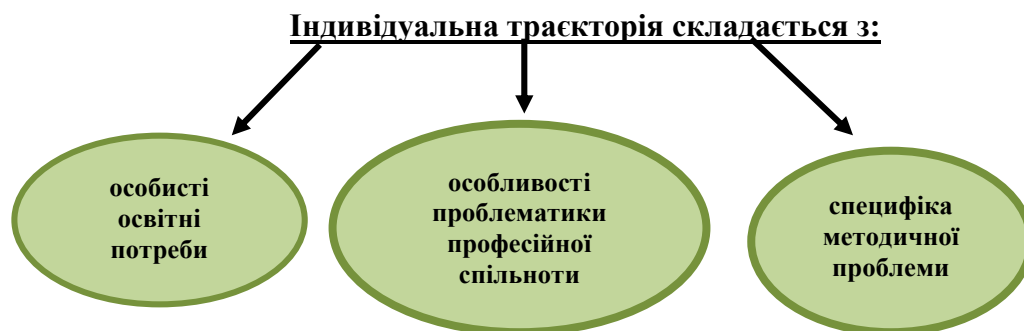 Індивідуальна траєкторія складається з:
особисті
освітні
потреби
особливості
проблематики
професійної
спільноти
специфіка
методичної
проблеми